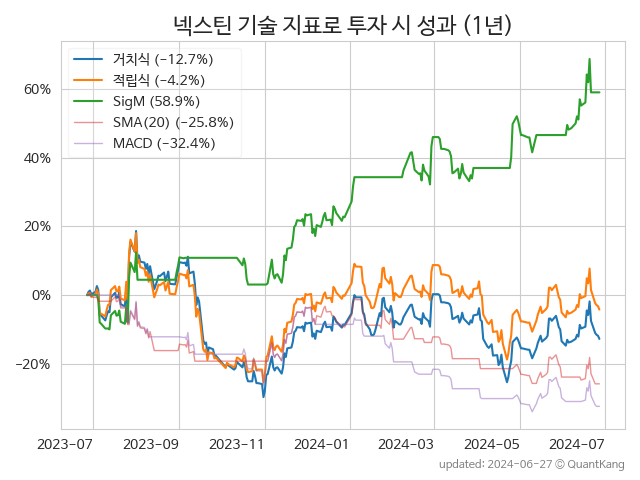 넥스틴 기술 지표로 투자 시 성과 (1년)
거치식 (−12.7%)
적립식 (−4.2%)
SigM (58.9%)
SMA(20) (−25.8%)
MACD (−32.4%)
60%
40%
20%
0%
−20%
2023-07 2023-09 2023-11 2024-01 2024-03 2024-05 2024-07
updated: 2024-06-27 © QuantKang